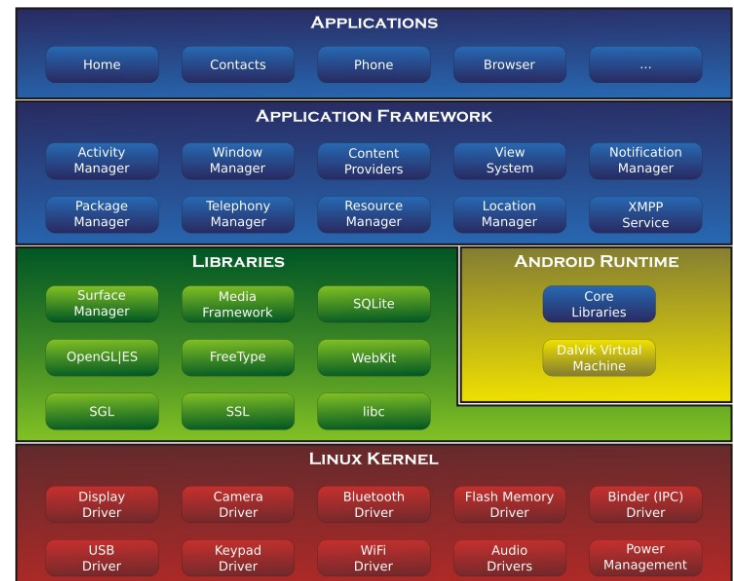 APPLICATIONS
Home
Contacts
Phone
Browser
...
APPLICATION FRAMEWORK
Activity
Manager
Window
Manager
Content
Providers
View
System
Notification
Manager
Package
Manager
Telephony
Manager
Resource
Manager
Location
Manager
XMPP
Service
LIBRARIES
Surface
Manager
Media
Framework
SQLite
OpenGL|ES
FreeType
WebKit
SGL
SSL
libc
ANDROID RUNTIME
Core
Libraries
Dalvik Virtual
Machine
LINUX KERNEL
Display
Driver
Camera
Driver
Bluetooth
Driver
Flash Memory
Driver
Binder (IPC)
Driver
USB
Driver
Keypad
Driver
WiFi
Driver
Audio
Drivers
Power
Management